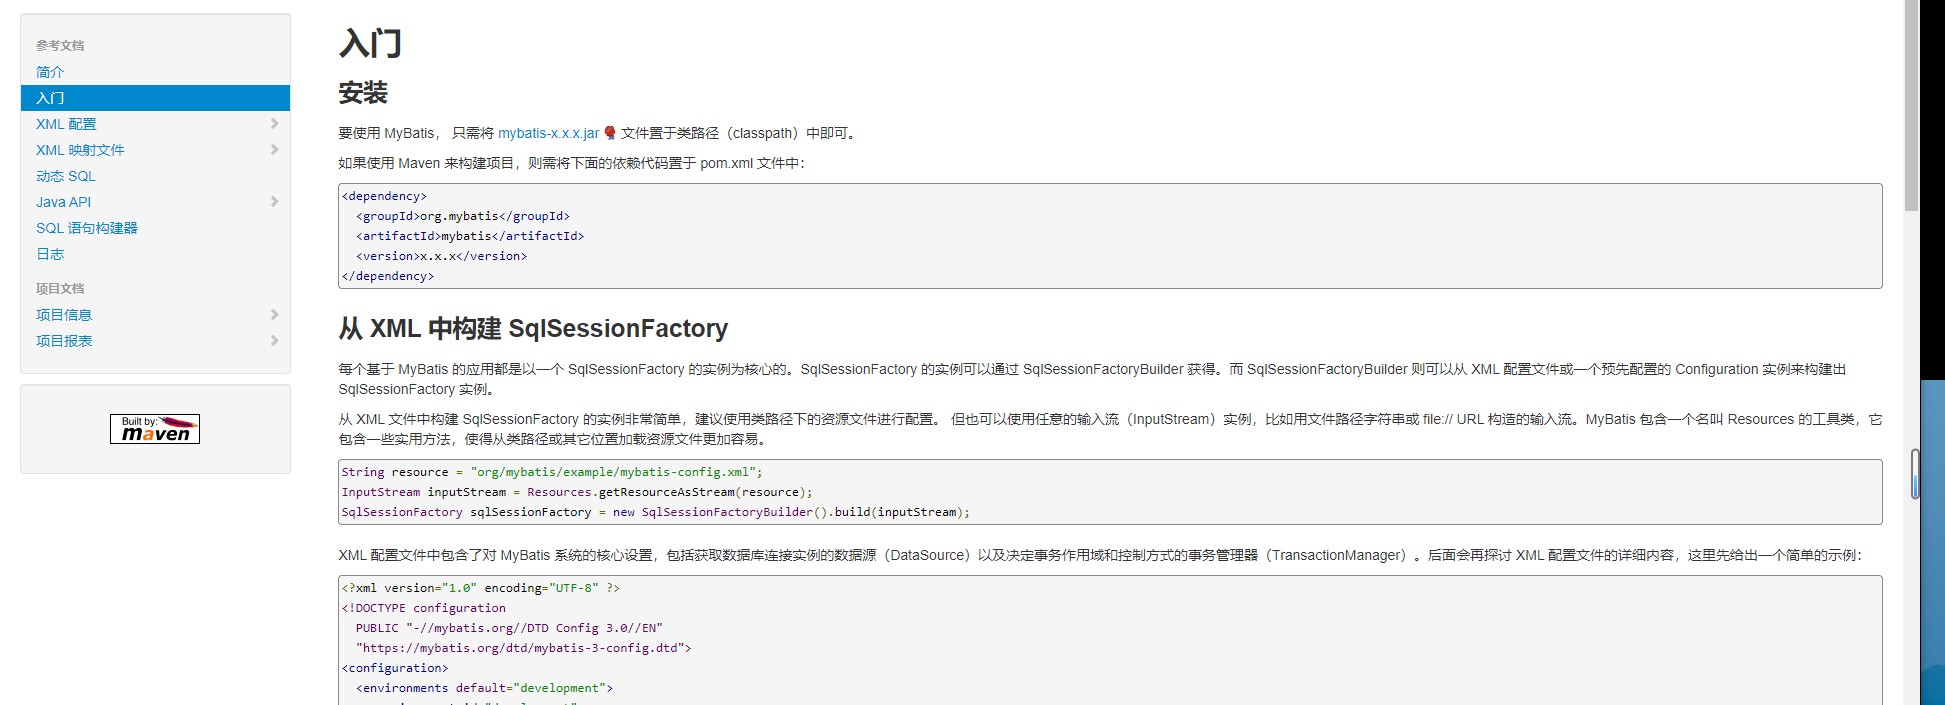 参考文档
简介
入门
XML 配置
XML 映射文件
动态 SQL
Java API
SQL 语句构建器
日志
项目文档
项目信息
项目报表
Built by:
maven
入门
安装
要使用 MyBatis， 只需将 mybatis-x.x.x.jar 文件置于类路径（classpath）中即可。
如果使用 Maven 来构建项目，则需将下面的依赖代码置于 pom.xml 文件中：
<dependency>
  <groupId>org.mybatis</groupId>
  <artifactId>mybatis</artifactId>
  <version>x.x.x</version>
</dependency>
从 XML 中构建 SqlSessionFactory
每个基于 MyBatis 的应用都是以一个 SqlSessionFactory 的实例为核心的。SqlSessionFactory 的实例可以通过 SqlSessionFactoryBuilder 获得。而 SqlSessionFactoryBuilder 则可以从 XML 配置文件或一个预先配置的 Configuration 实例来构建出
SqlSessionFactory 实例。
从 XML 文件中构建 SqlSessionFactory 的实例非常简单，建议使用类路径下的资源文件进行配置。 但也可以使用任意的输入流（InputStream）实例，比如用文件路径字符串或 file:// URL 构造的输入流。MyBatis 包含一个名叫 Resources 的工具类，它
包含一些实用方法，使得从类路径或其它位置加载资源文件更加容易。
String resource = "org/mybatis/example/mybatis-config.xml";
InputStream inputStream = Resources.getResourceAsStream(resource);
SqlSessionFactory sqlSessionFactory = new SqlSessionFactoryBuilder().build(inputStream);
XML 配置文件中包含了对 MyBatis 系统的核心设置，包括获取数据库连接实例的数据源（DataSource）以及决定事务作用域和控制方式的事务管理器（TransactionManager）。后面会再探讨 XML 配置文件的详细内容，这里先给出一个简单的示例：
<?xml version="1.0" encoding="UTF-8" ?>
<!DOCTYPE configuration
  PUBLIC "-//mybatis.org//DTD Config 3.0//EN"
  "https://mybatis.org/dtd/mybatis-3-config.dtd">
<configuration>
  <environments default="development">